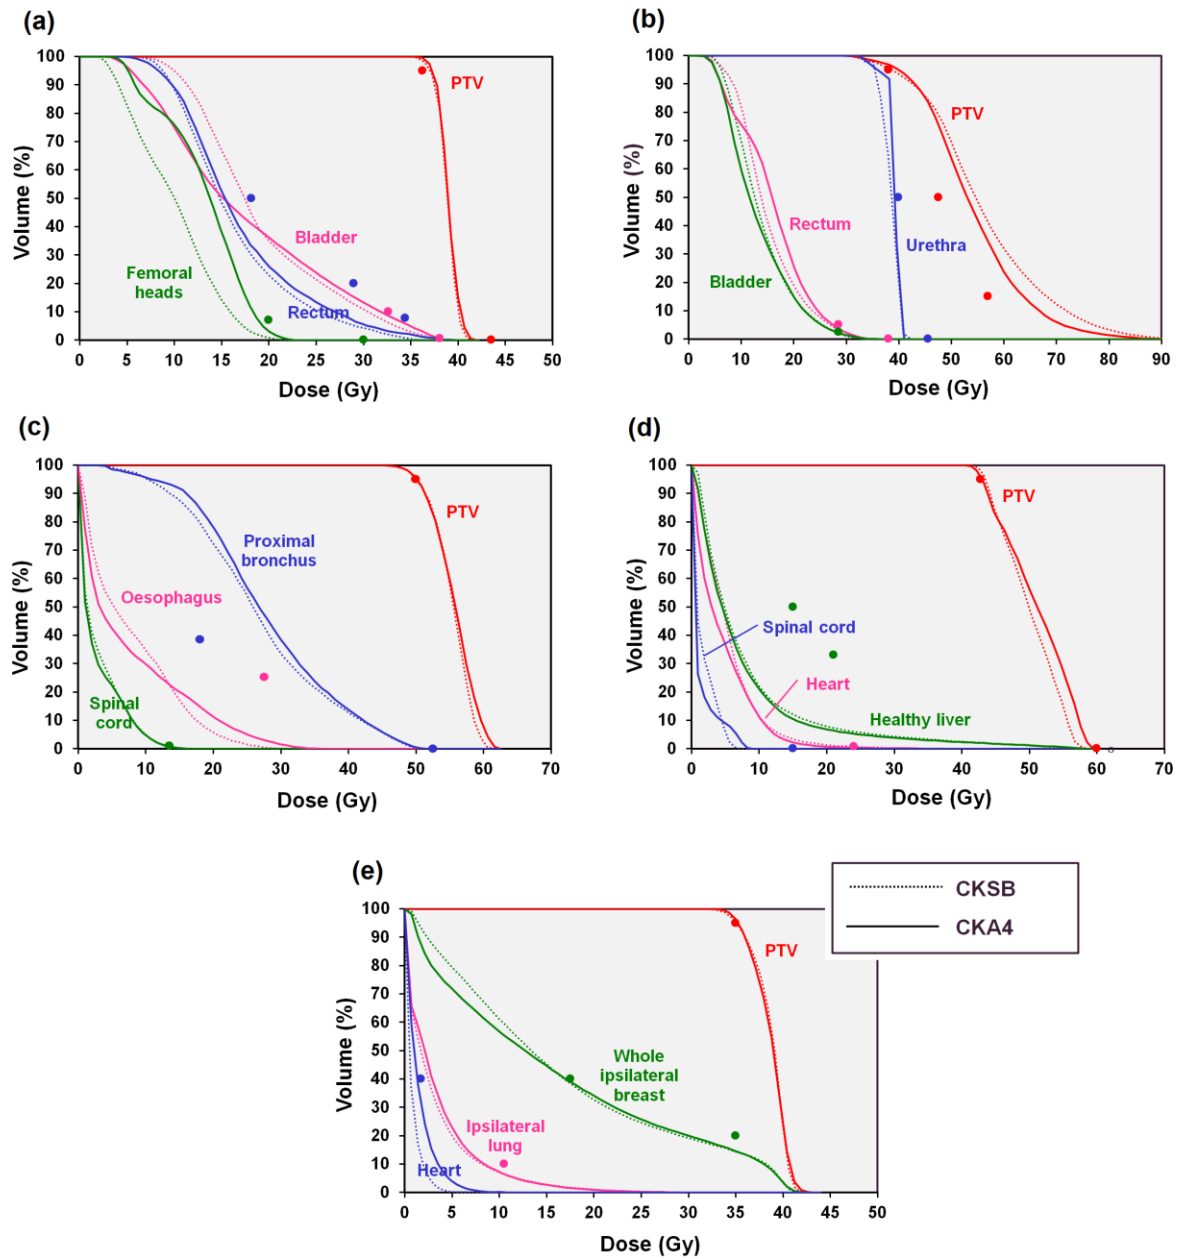 (a)
100
90
80
70
60
50
40
30
20
10
0
Volume (%)
PTV
Bladder
Femoral
heads
Rectum
0 5 10 15 20 25 30 35 40 45 50
Dose (Gy)
(b)
100
90
80
70
60
50
40
30
20
10
0
Volume (%)
PTV
Rectum
Urethra
Bladder
0 10 20 30 40 50 60 70 80 90
Dose (Gy)
(c)
100
90
80
70
60
50
40
30
20
10
0
Volume (%)
PTV
Proximal
bronchus
Oesophagus
Spinal
cord
0 10 20 30 40 50 60 70
Dose (Gy)
(d)
100
90
80
70
60
50
40
30
20
10
0
Volume (%)
PTV
Spinal cord
Heart
Healthy liver
0 10 20 30 40 50 60 70
Dose (Gy)
(e)
100
90
80
70
60
50
40
30
20
10
0
Volume (%)
PTV
Whole
ipsilateral
breast
Ipsilateral
lung
Heart
0 5 10 15 20 25 30 35 40 45 50
Dose (Gy)
CKSB
CKA4